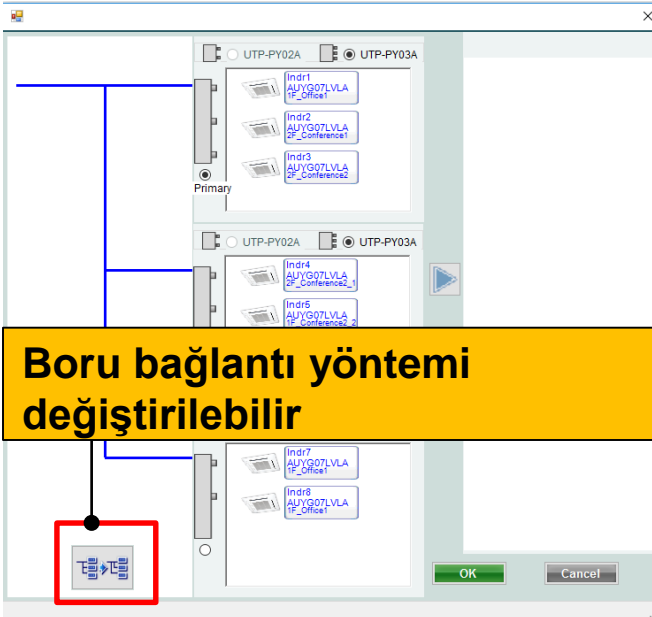 UTP-PY02A UTP-PY03A
Indr1
AUYG07LVLA
1F_Office1
Indr2
AUYG07LVLA
2F_Conference1
Indr3
AUYG07LVLA
2F_Conference2
Primary
UTP-PY02A UTP-PY03A
Indr4
AUYG07LVLA
2F_Conference2_1
Indr5
AUYG07LVLA
1F_Conference2_2
Boru bağlantı yöntemi
değiştirilebilir
Indr7
AUYG07LVLA
1F_Office1
Indr8
AUYG07LVLA
1F_Office1
OK Cancel